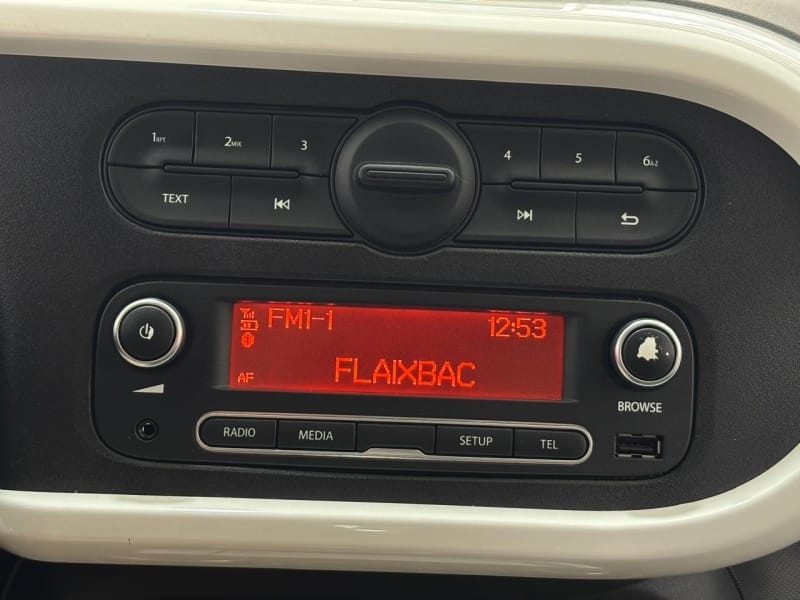 1RPT 2MIX 3 4 5 6A-Z
TEXT
FM1-1 12:53
AF FLAIXBAC
BROWSE
RADIO MEDIA SETUP TEL